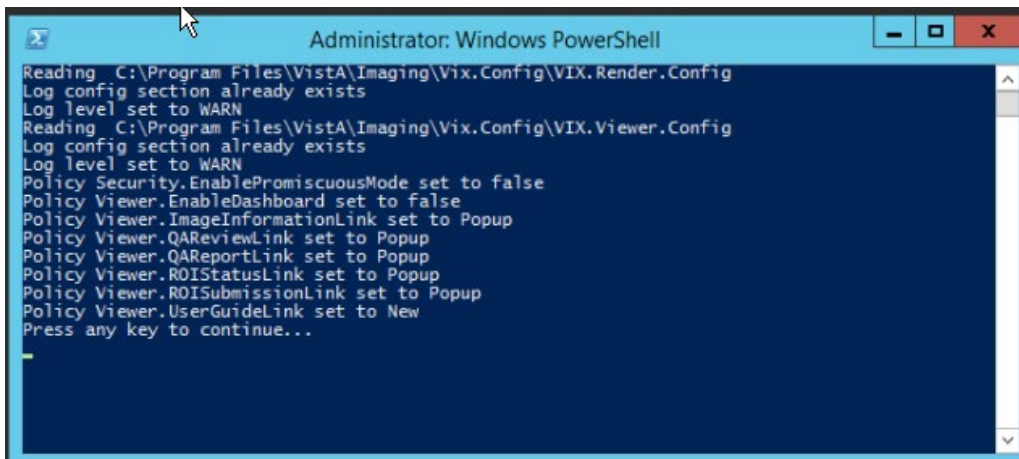 Administrator: Windows PowerShell
Reading  C:\Program Files\VistA\Imaging\Vix.Config\VIX.Render.Config
Log config section already exists
Log level set to WARN
Reading  C:\Program Files\VistA\Imaging\Vix.Config\VIX.Viewer.Config
Log config section already exists
Log level set to WARN
Policy Security.EnablePromiscuousMode set to false
Policy Viewer.EnableDashboard set to false
Policy Viewer.ImageInformationLink set to Popup
Policy Viewer.QAReviewLink set to Popup
Policy Viewer.QAReportLink set to Popup
Policy Viewer.ROIStatusLink set to Popup
Policy Viewer.ROISubmissionLink set to Popup
Policy Viewer.UserGuideLink set to New
Press any key to continue...